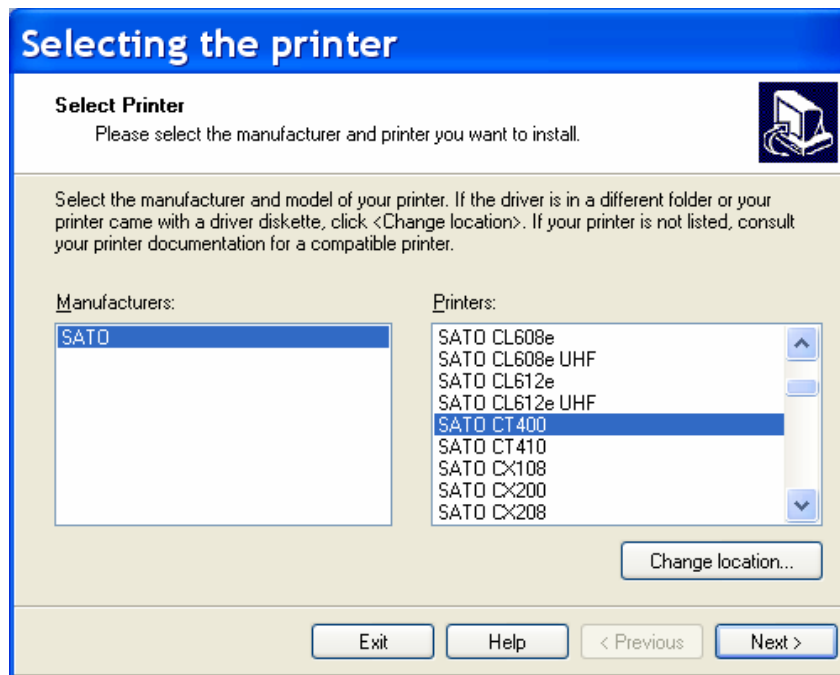 Selecting the printer
Select Printer
Please select the manufacturer and printer you want to install.
Select the manufacturer and model of your printer. If the driver is in a different folder or your
printer came with a driver diskette, click <Change location>. If your printer is not listed, consult
your printer documentation for a compatible printer.
Manufacturers:
SATO
Printers:
SATO CL608e
SATO CL608e UHF
SATO CL612e
SATO CL612e UHF
SATO CT400
SATO CT410
SATO CX108
SATO CX200
SATO CX208
Change location...
Exit
Help
< Previous
Next >